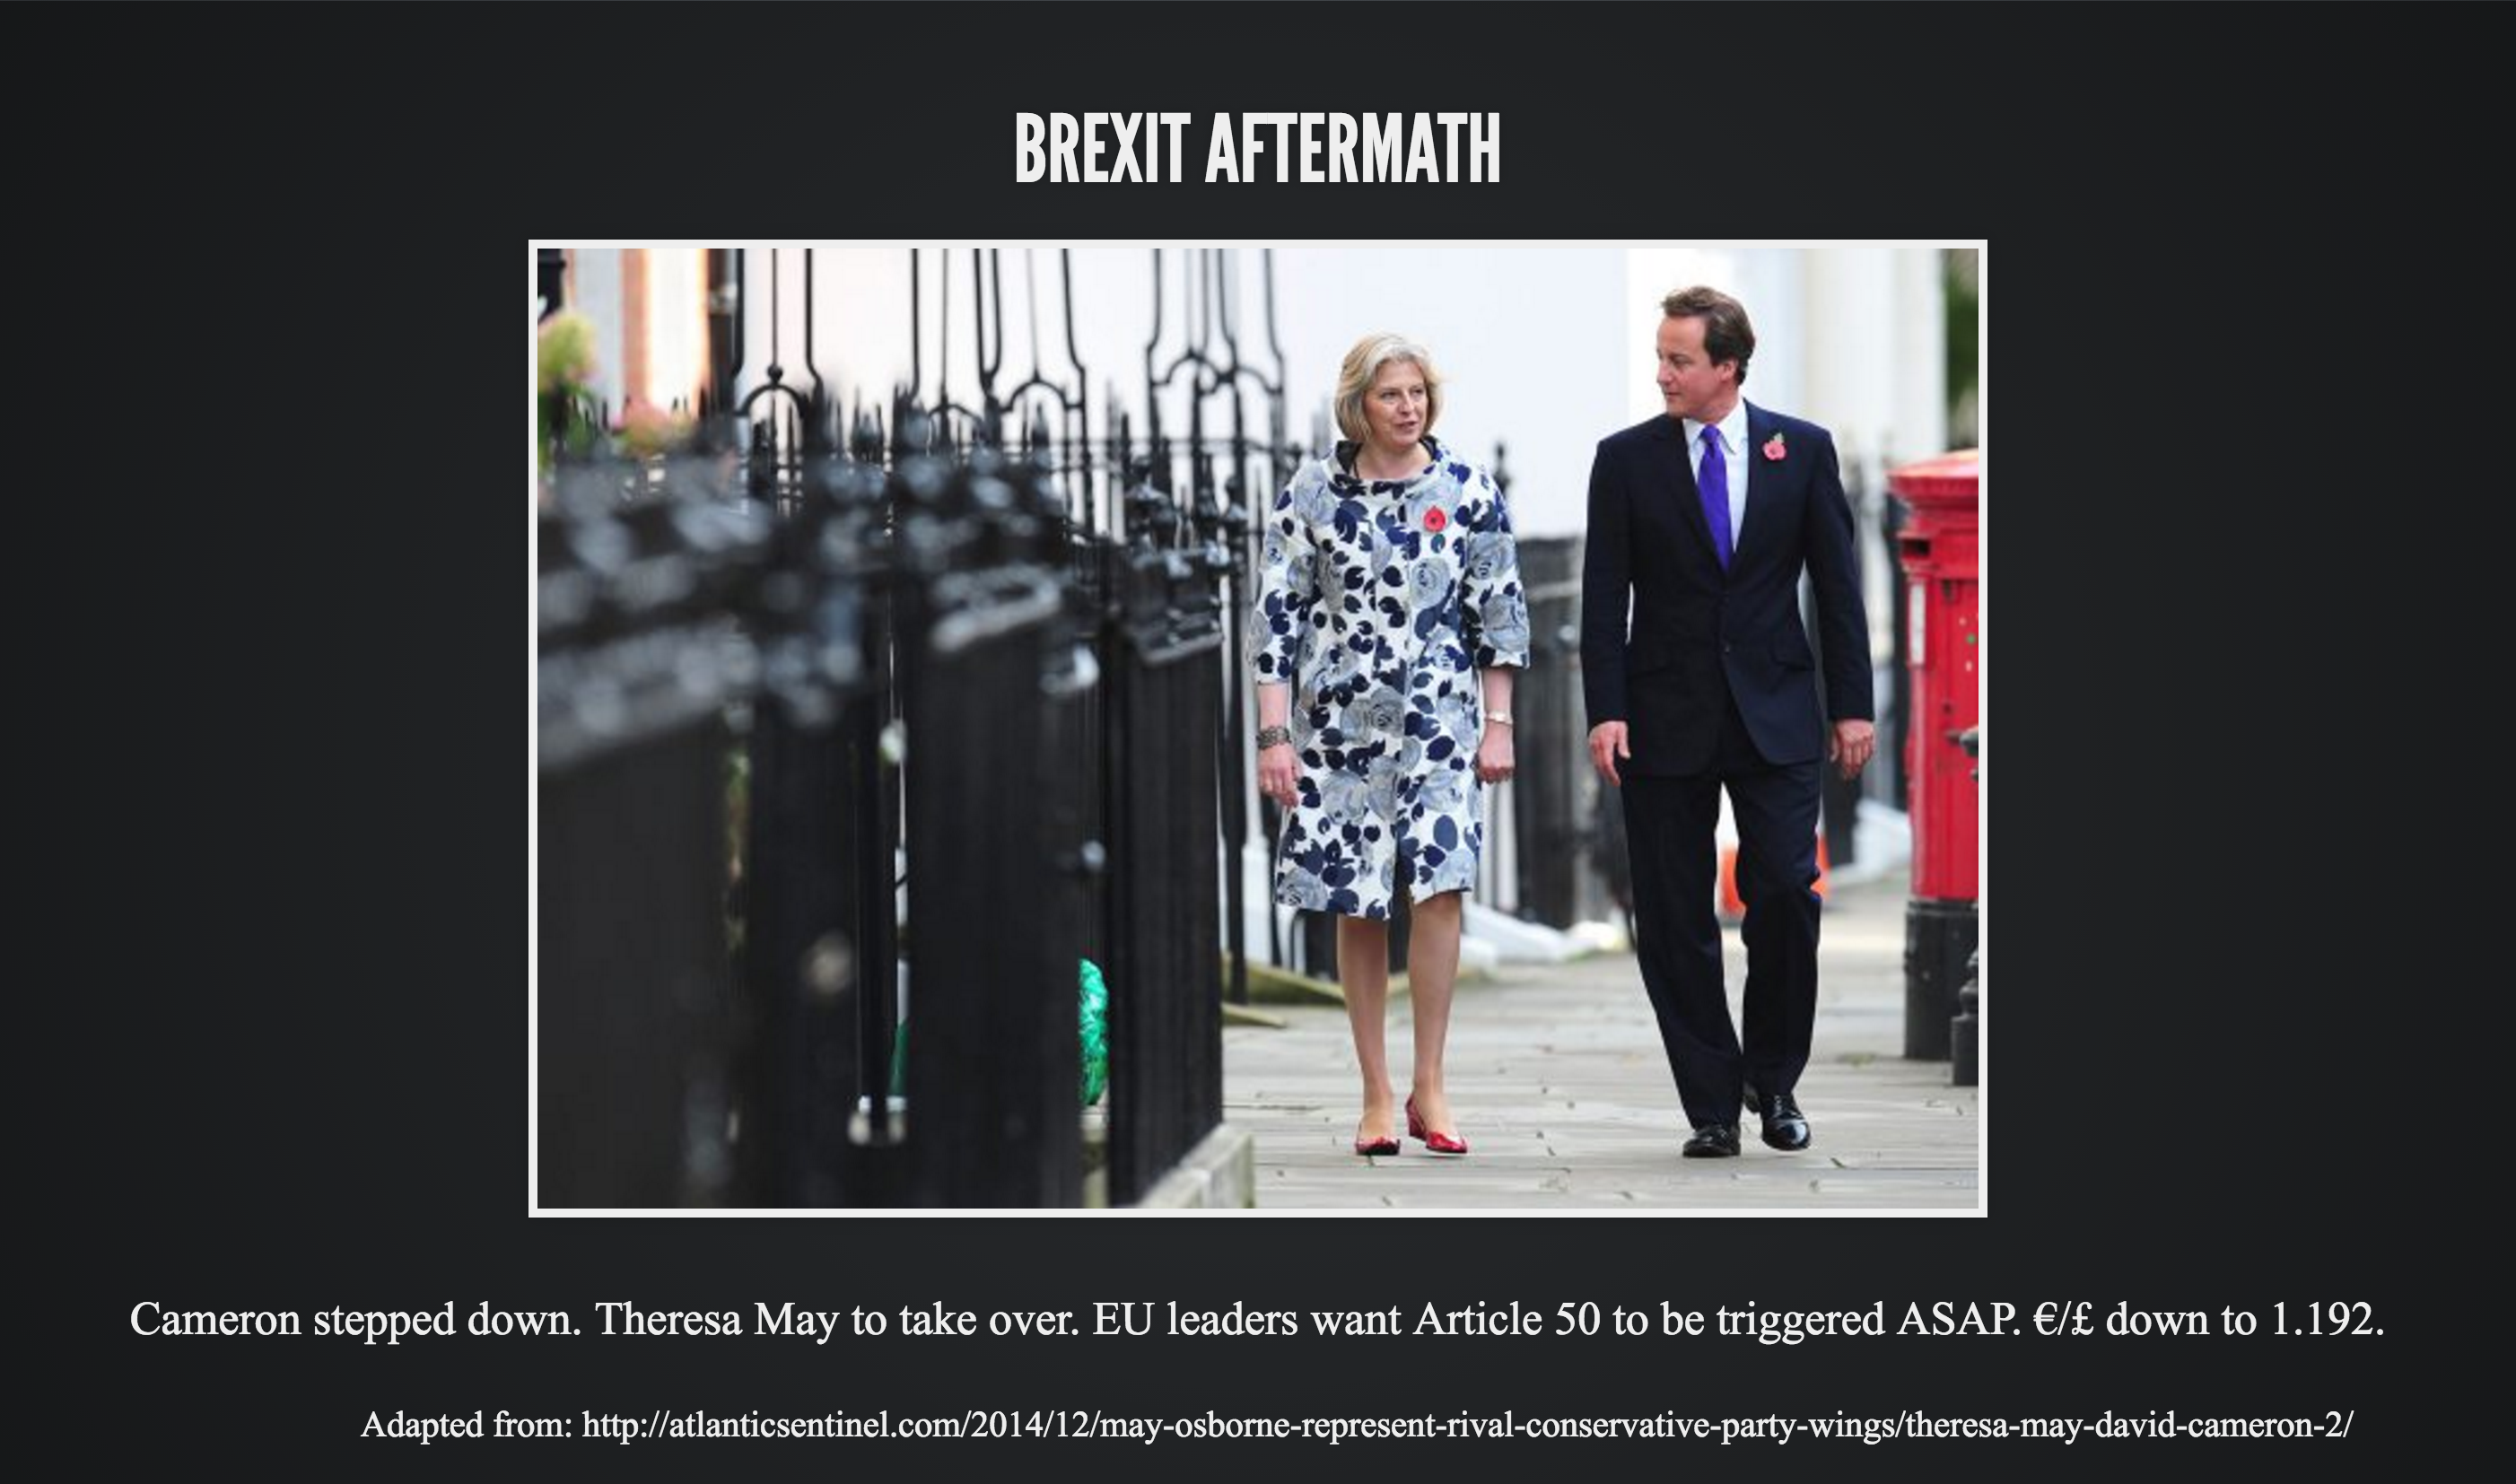 BREXIT AFTERMATH
Cameron stepped down. Theresa May to take over. EU leaders want Article 50 to be triggered ASAP. €/£ down to 1.192.
Adapted from: http://atlanticsentinel.com/2014/12/may-osborne-represent-rival-conservative-party-wings/theresa-may-david-cameron-2/